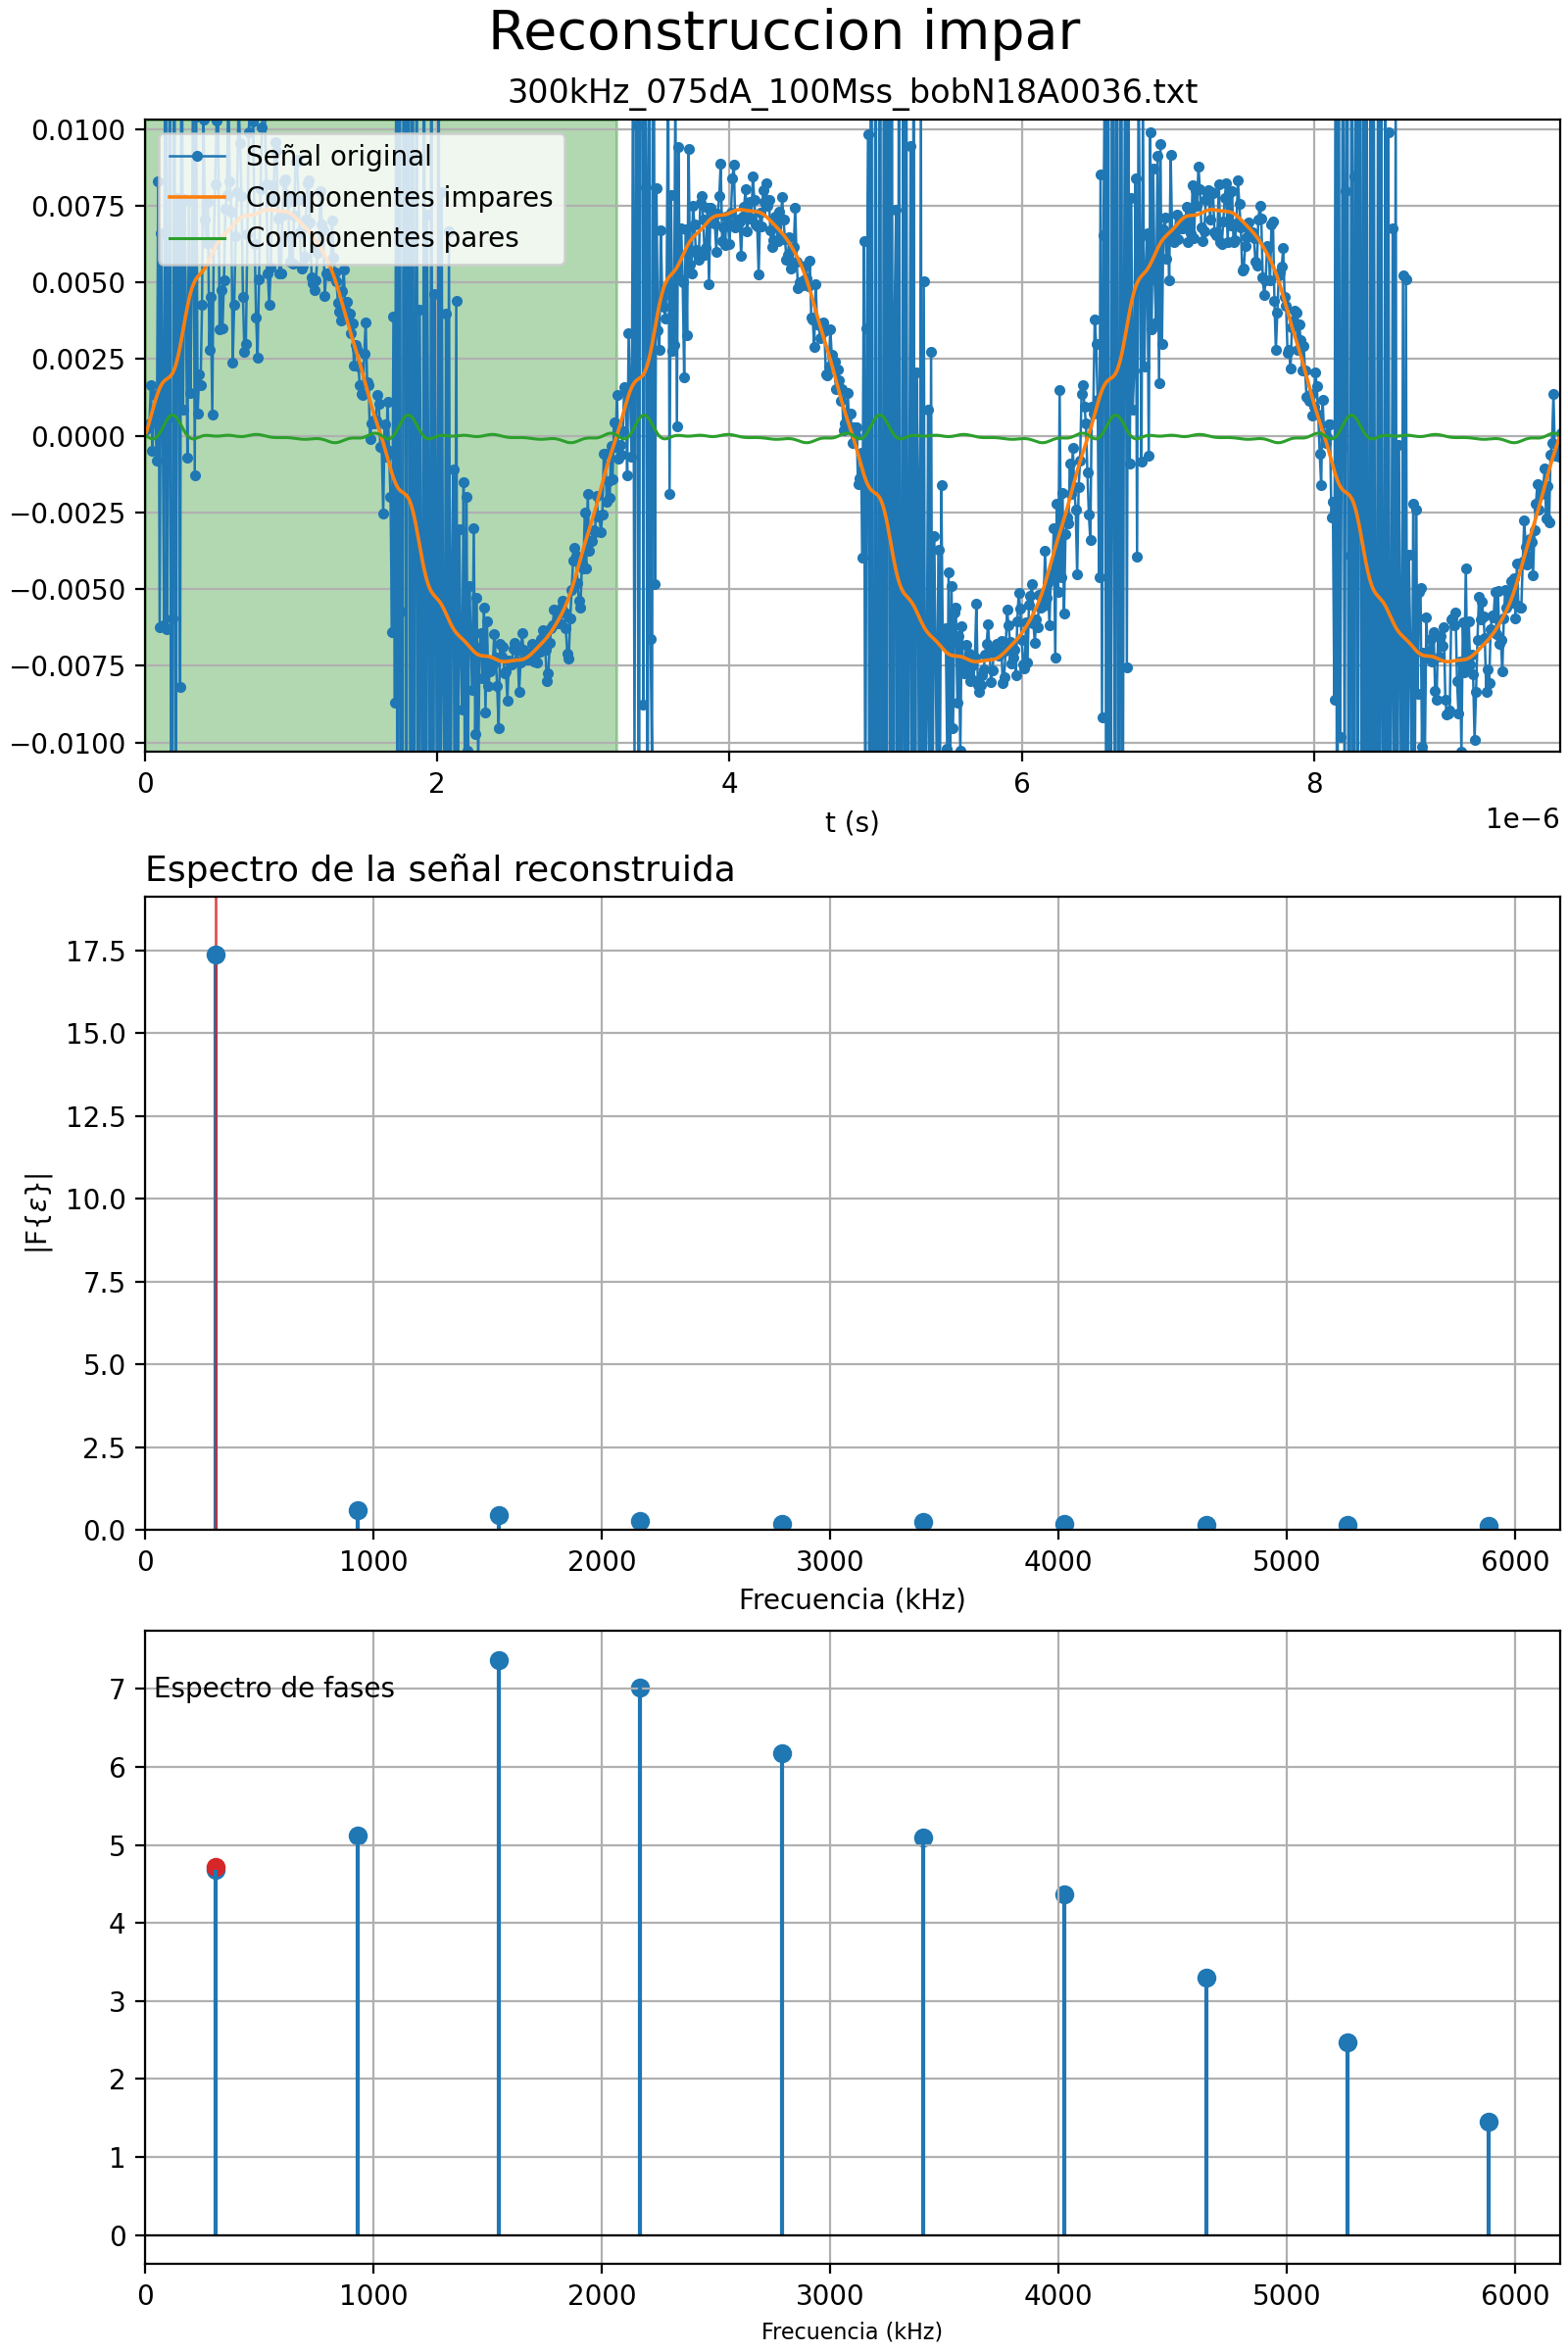 Reconstruccion impar
300kHz_075dA_100Mss_bobN18A0036.txt
0.0100
0.0075
0.0050
0.0025
0.0000
−0.0025
−0.0050
−0.0075
−0.0100
Señal original
Componentes impares
Componentes pares
0 2 4 6 8
t (s)
1e−6
Espectro de la señal reconstruida
17.5
15.0
12.5
10.0
7.5
5.0
2.5
0.0
|F{ε}|
0 1000 2000 3000 4000 5000 6000
Frecuencia (kHz)
Espectro de fases
7
6
5
4
3
2
1
0
0 1000 2000 3000 4000 5000 6000
Frecuencia (kHz)